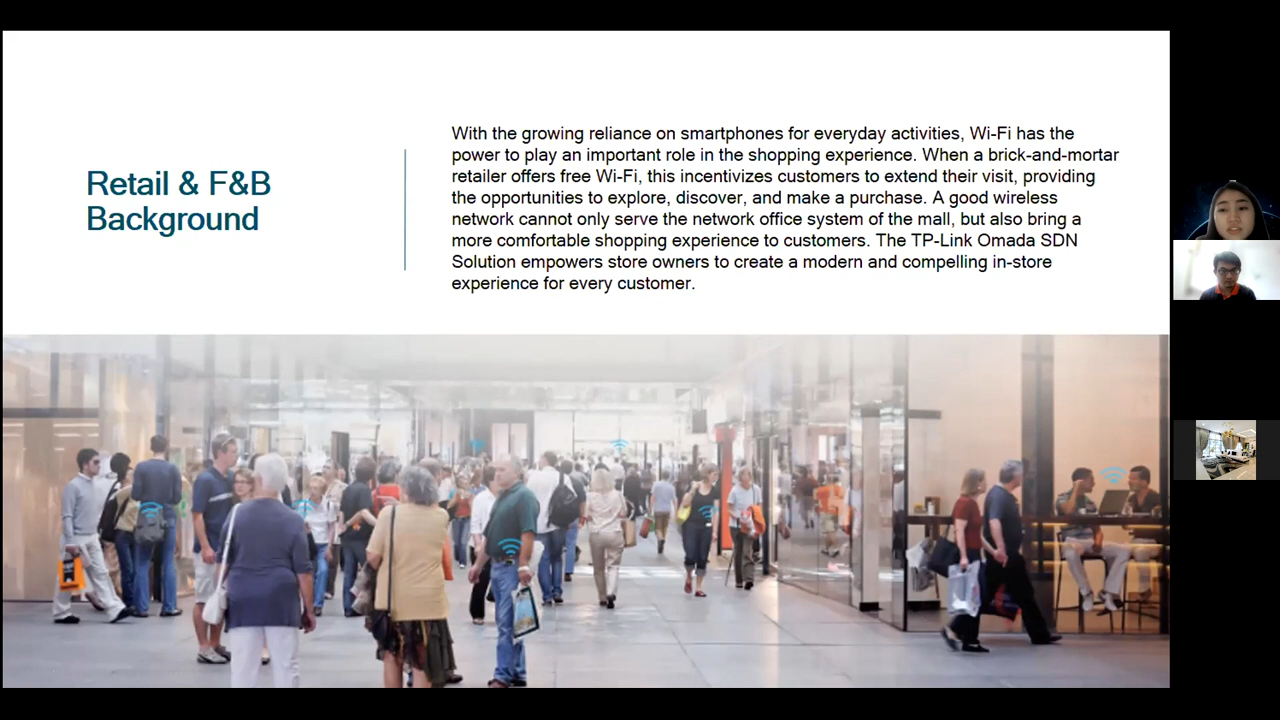 Retail & F&B
Background
With the growing reliance on smartphones for everyday activities, Wi-Fi has the
power to play an important role in the shopping experience. When a brick-and-mortar
retailer offers free Wi-Fi, this incentivizes customers to extend their visit, providing
the opportunities to explore, discover, and make a purchase. A good wireless
network cannot only serve the network office system of the mall, but also bring a
more comfortable shopping experience to customers. The TP-Link Omada SDN
Solution empowers store owners to create a modern and compelling in-store
experience for every customer.